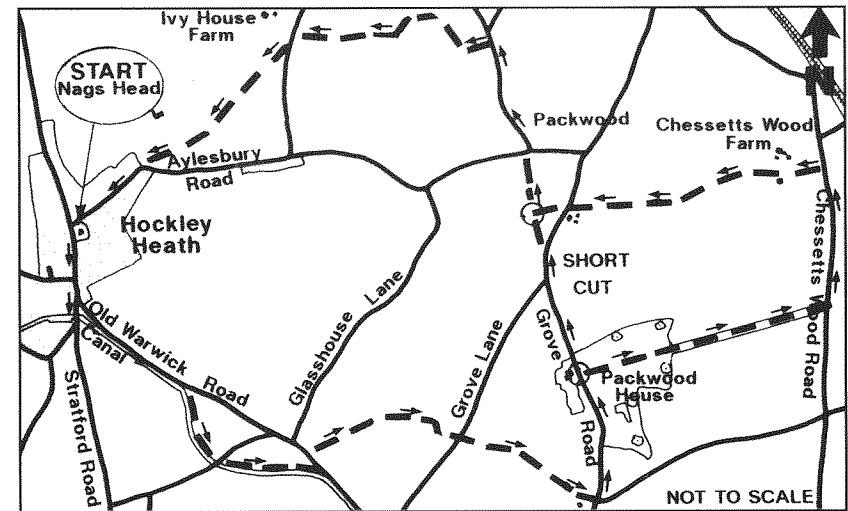 Ivy House
Farm
START
Nags Head
Packwood
Chessetts Wood
Farm
N
Aylesbury
Road
Hockley
Heath
SHORT
CUT
Chessetts Wood Road
Glasshouse Lane
Grove Lane
Grove
Road
Old Warwick Road
Canal
Packwood
House
Stratford Road
NOT TO SCALE